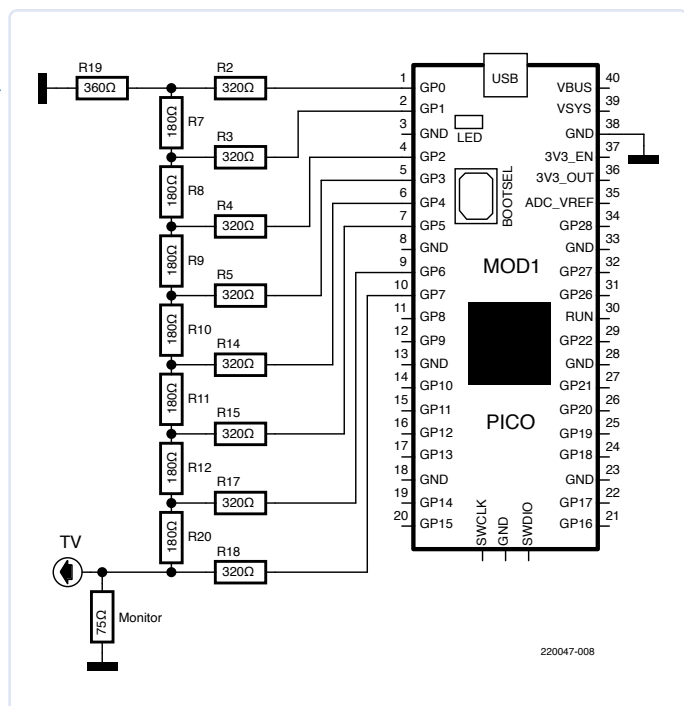 R19
360Ω
R2
320Ω
R7
180Ω
R3
320Ω
R8
180Ω
R4
320Ω
R9
180Ω
R5
320Ω
R10
180Ω
R14
320Ω
R11
180Ω
R15
320Ω
R12
180Ω
R17
320Ω
R20
180Ω
R18
320Ω
TV
75Ω
Monitor
USB
LED
BOOTSEL
MOD1
PICO
1 GP0
2 GP1
3 GND
4 GP2
5 GP3
6 GP4
7 GP5
8 GND
9 GP6
10 GP7
11 GP8
12 GP9
13 GND
14 GP10
15 GP11
16 GP12
17 GP13
18 GND
19 GP14
20 GP15
VBUS 40
VSYS 39
GND 38
3V3_EN 37
3V3_OUT 36
ADC_VREF 35
GP28 34
GND 33
GP27 32
GP26 31
RUN 30
GP22 29
GND 28
GP21 27
GP20 26
GP19 25
GP18 24
GND 23
GP17 22
GP16 21
SWCLK
GND
SWDIO
220047-008